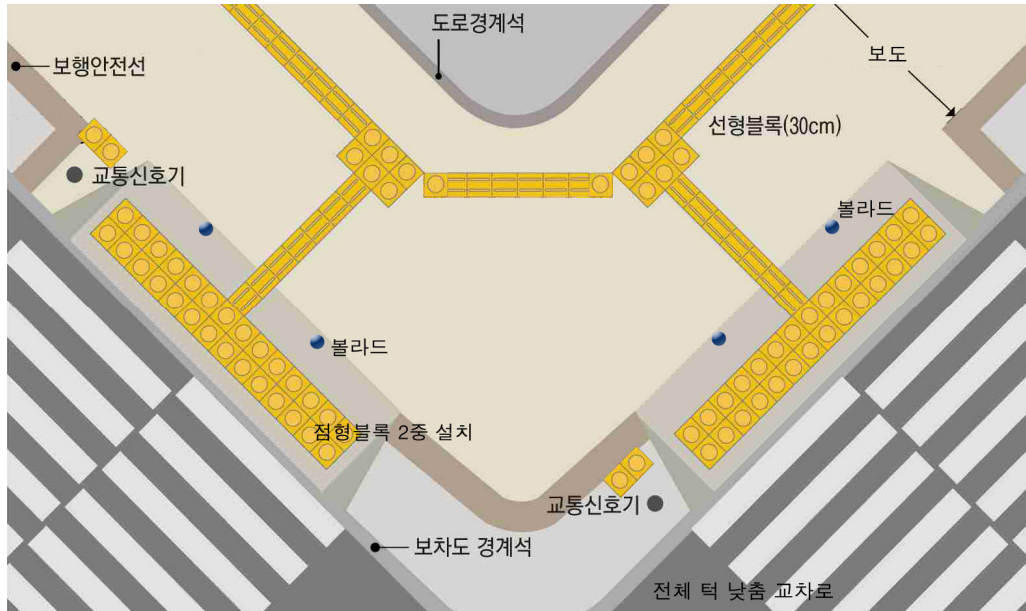 도로경계석
보도
보행안전선
선형블록(30cm)
교통신호기
볼라드
볼라드
점형블록 2중 설치
교통신호기
보차도 경계석
전체 턱 낮춤 교차로